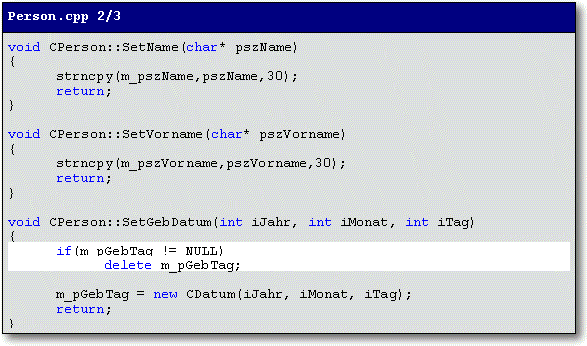 Person.cpp 2/3
void CPerson::SetName(char* pszName)
{
strncpy(m_pszName,pszName,30);
return;
}
void CPerson::SetVorname(char* pszVorname)
{
strncpy(m_pszVorname,pszVorname,30);
return;
}
void CPerson::SetGebDatum(int iJahr, int iMonat, int iTag)
{
if(m_pGebTag != NULL)
delete m_pGebTag;
m_pGebTag = new CDatum(iJahr, iMonat, iTag);
return;
}